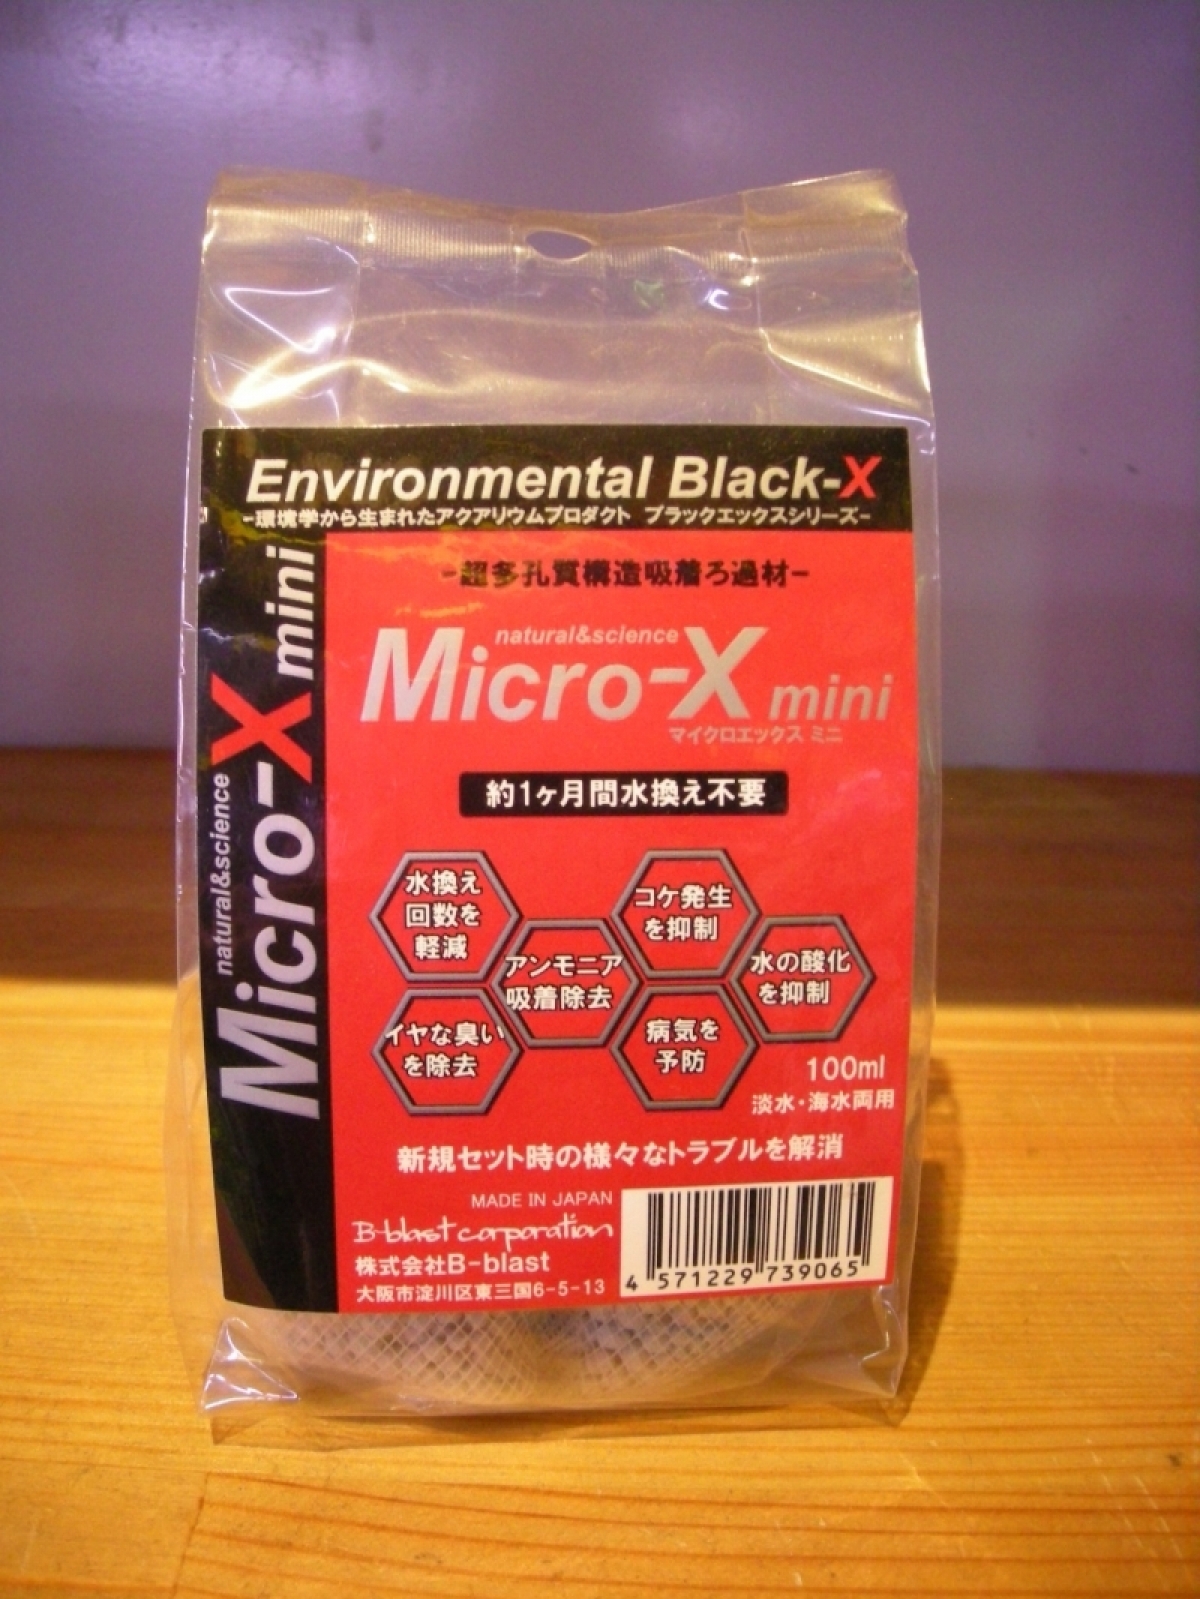 Environmental Black-X
-環境学から生まれたアクアリウムプロダクト ブラックエックスシリーズ-
-超多孔質構造吸着ろ過材-
natural&science
Micro-X mini
マイクロエックス ミニ
約1ヶ月間水換え不要
水換え
回数を
軽減
コケ発生
を抑制
アンモニア
吸着除去
水の酸化
を抑制
イヤな臭い
を除去
病気を
予防
100ml
淡水・海水両用
新規セット時の様々なトラブルを解消
MADE IN JAPAN
B-blast corporation
株式会社B-blast
大阪市淀川区東三国6-5-13
4 571229 739065
natural&science
Micro-X mini